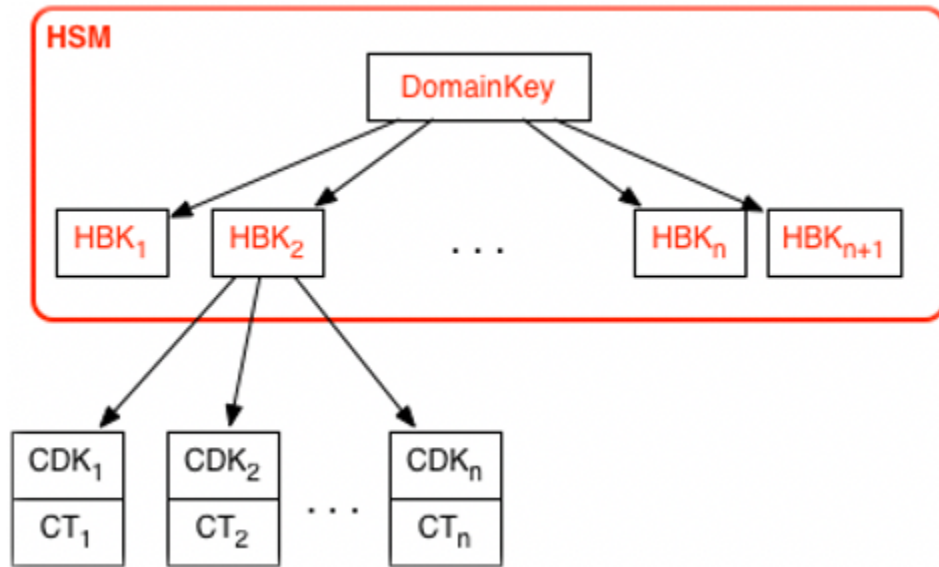 HSM
DomainKey
HBK₁ HBK₂ . . . HBKₙ HBKₙ₊₁
CDK₁ CDK₂ CDKₙ
. . .
CT₁ CT₂ CTₙ